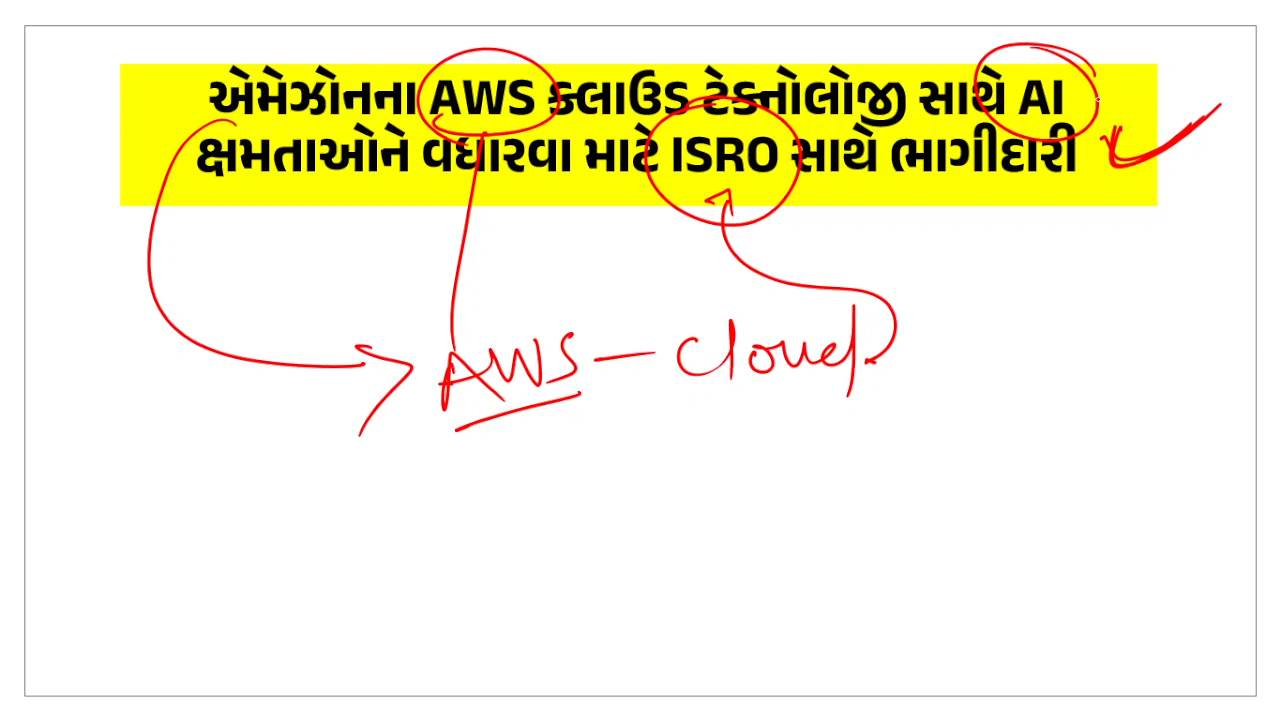 એમેઝોનના AWS ક્લાઉડ ટેક્નોલોજી સાથે AI
ક્ષમતાઓને વધારવા માટે ISRO સાથે ભાગીદારી
AWS – Cloud